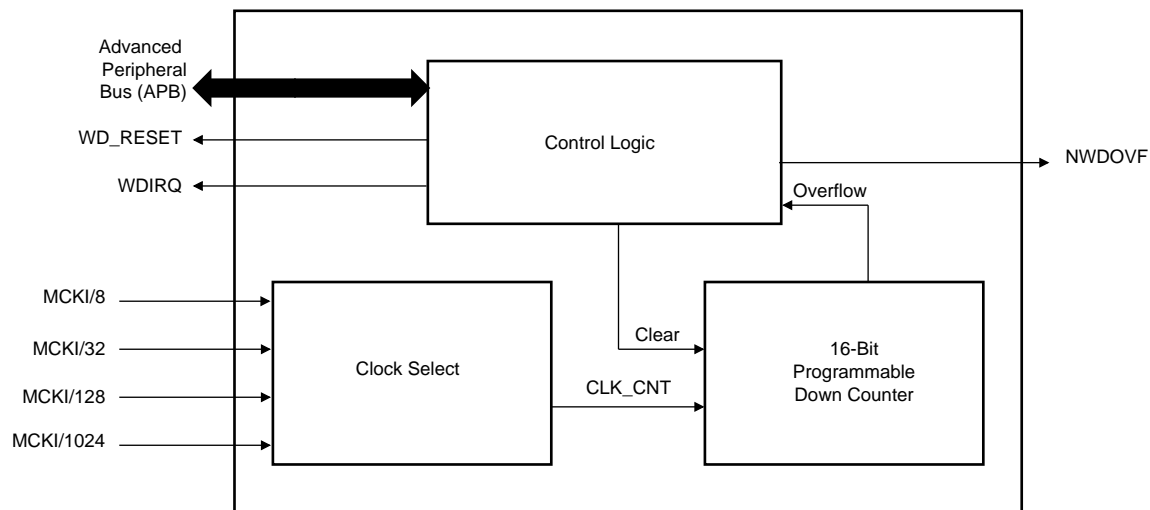 Advanced
Peripheral
Bus (APB)
WD_RESET
WDIRQ
Control Logic
NWDOVF
Overflow
MCKI/8
MCKI/32
MCKI/128
MCKI/1024
Clock Select
Clear
CLK_CNT
16-Bit
Programmable
Down Counter